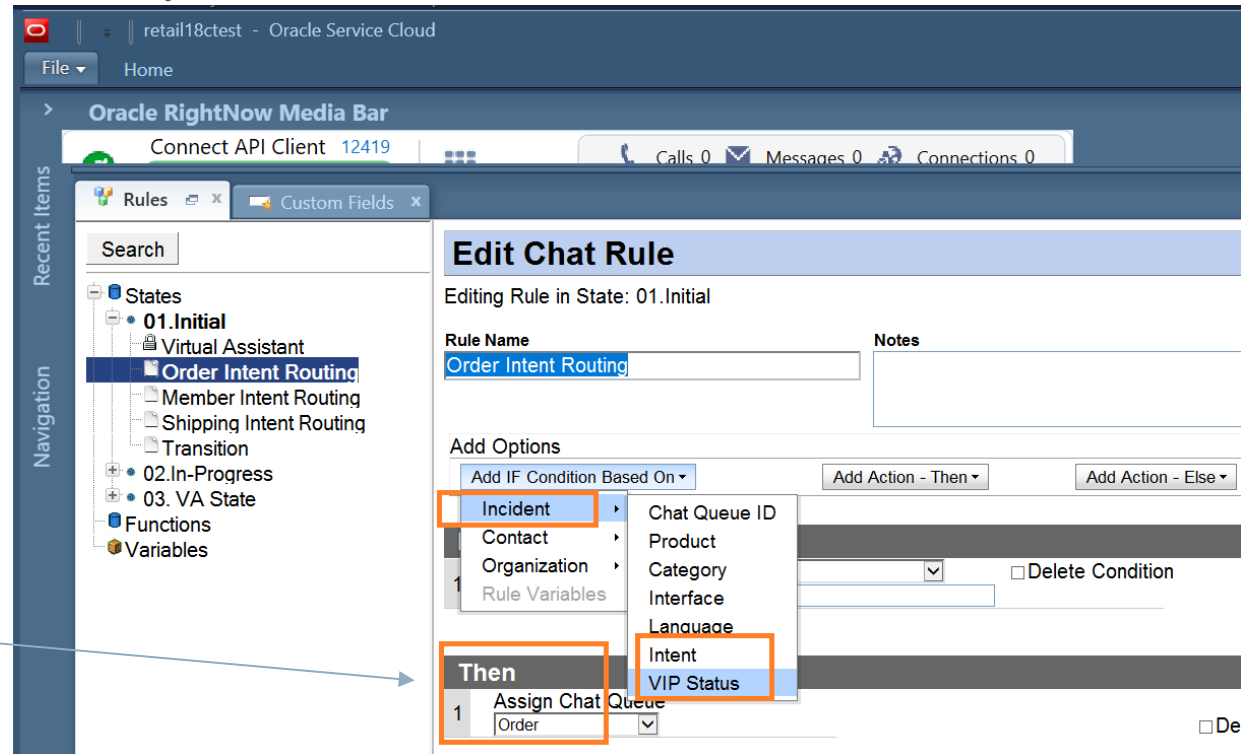 retail18ctest - Oracle Service Cloud
File Home
Oracle RightNow Media Bar
Connect API Client 12419
Calls 0 Messages 0 Connections 0
Recent Items
Navigation
Rules x Custom Fields x
Search
States
01.Initial
Virtual Assistant
Order Intent Routing
Member Intent Routing
Shipping Intent Routing
Transition
02.In-Progress
03. VA State
Functions
Variables
Edit Chat Rule
Editing Rule in State: 01.Initial
Rule Name Notes
Order Intent Routing
Add Options
Add IF Condition Based On Add Action - Then Add Action - Else
Incident
Contact
Organization
Rule Variables
Chat Queue ID
Product
Category
Interface
Language
Intent
VIP Status
1 Delete Condition
Then
1 Assign Chat Queue
Order
De